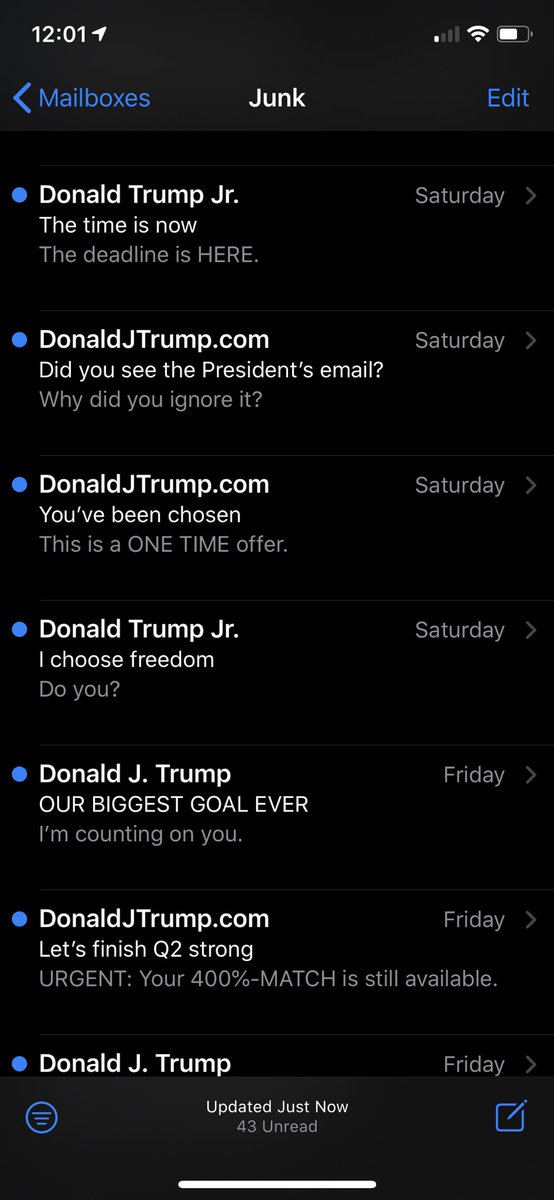 12:01
Mailboxes
Junk
Edit
Donald Trump Jr.
Saturday
The time is now
The deadline is HERE.
DonaldJTrump.com
Saturday
Did you see the President’s email?
Why did you ignore it?
DonaldJTrump.com
Saturday
You’ve been chosen
This is a ONE TIME offer.
Donald Trump Jr.
Saturday
I choose freedom
Do you?
Donald J. Trump
Friday
OUR BIGGEST GOAL EVER
I’m counting on you.
DonaldJTrump.com
Friday
Let’s finish Q2 strong
URGENT: Your 400%-MATCH is still available.
Donald J. Trump
Friday
Updated Just Now
43 Unread